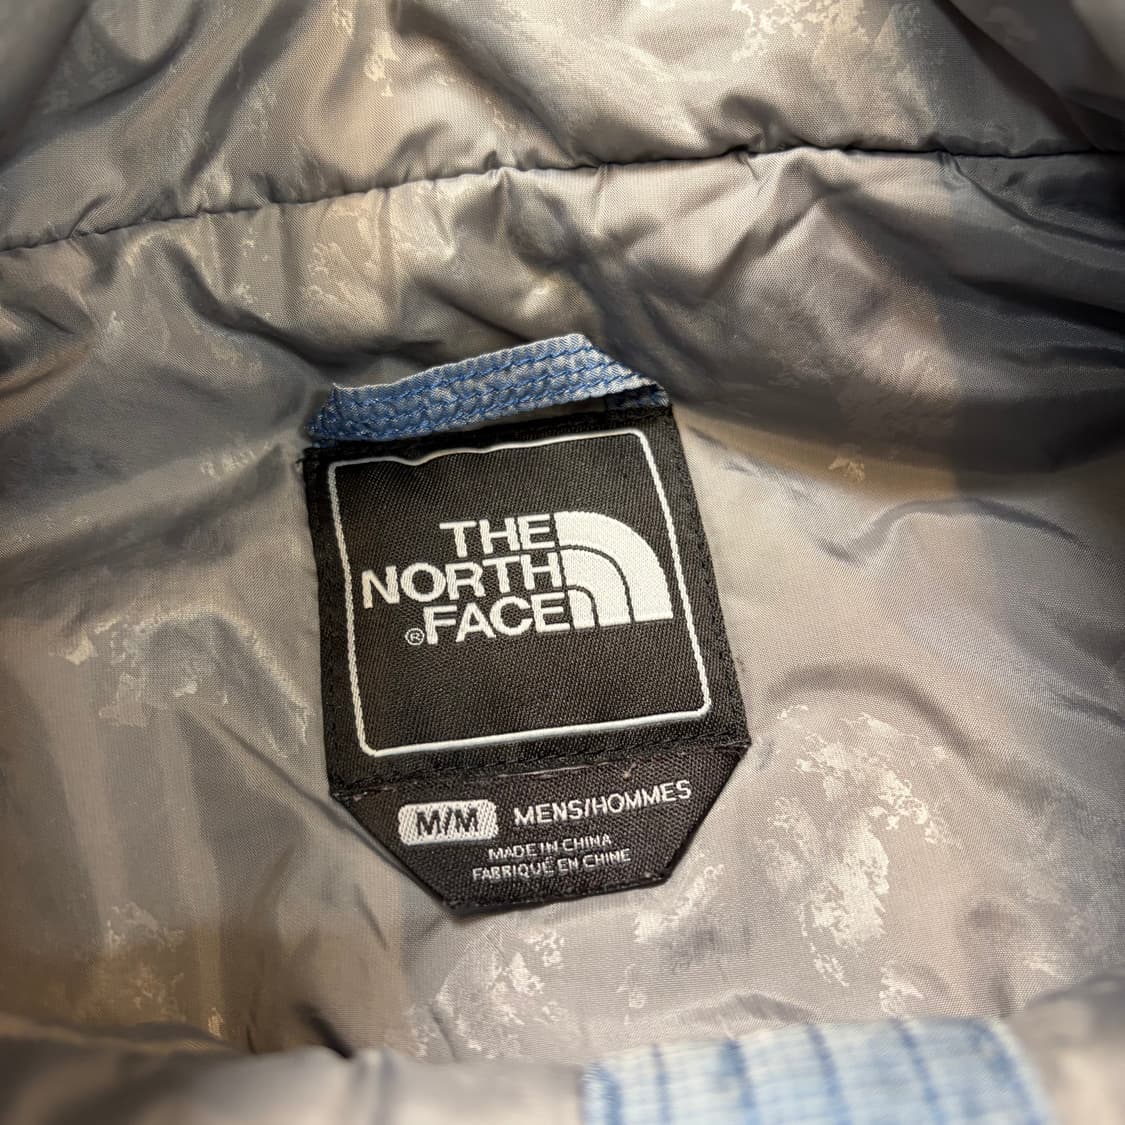 THE
NORTH
®FACE
M/M MENS/HOMMES
MADE IN CHINA
FABRIQUÉ EN CHINE